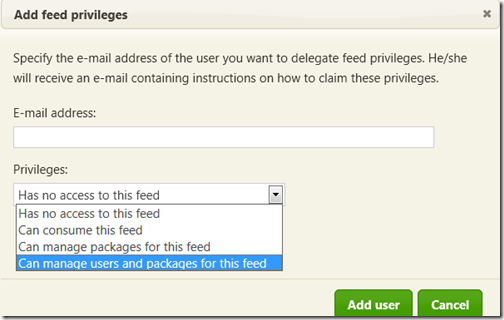 Add feed privileges
Specify the e-mail address of the user you want to delegate feed privileges. He/she
will receive an e-mail containing instructions on how to claim these privileges.
E-mail address:
Privileges:
Has no access to this feed
Has no access to this feed
Can consume this feed
Can manage packages for this feed
Can manage users and packages for this feed
Add user
Cancel